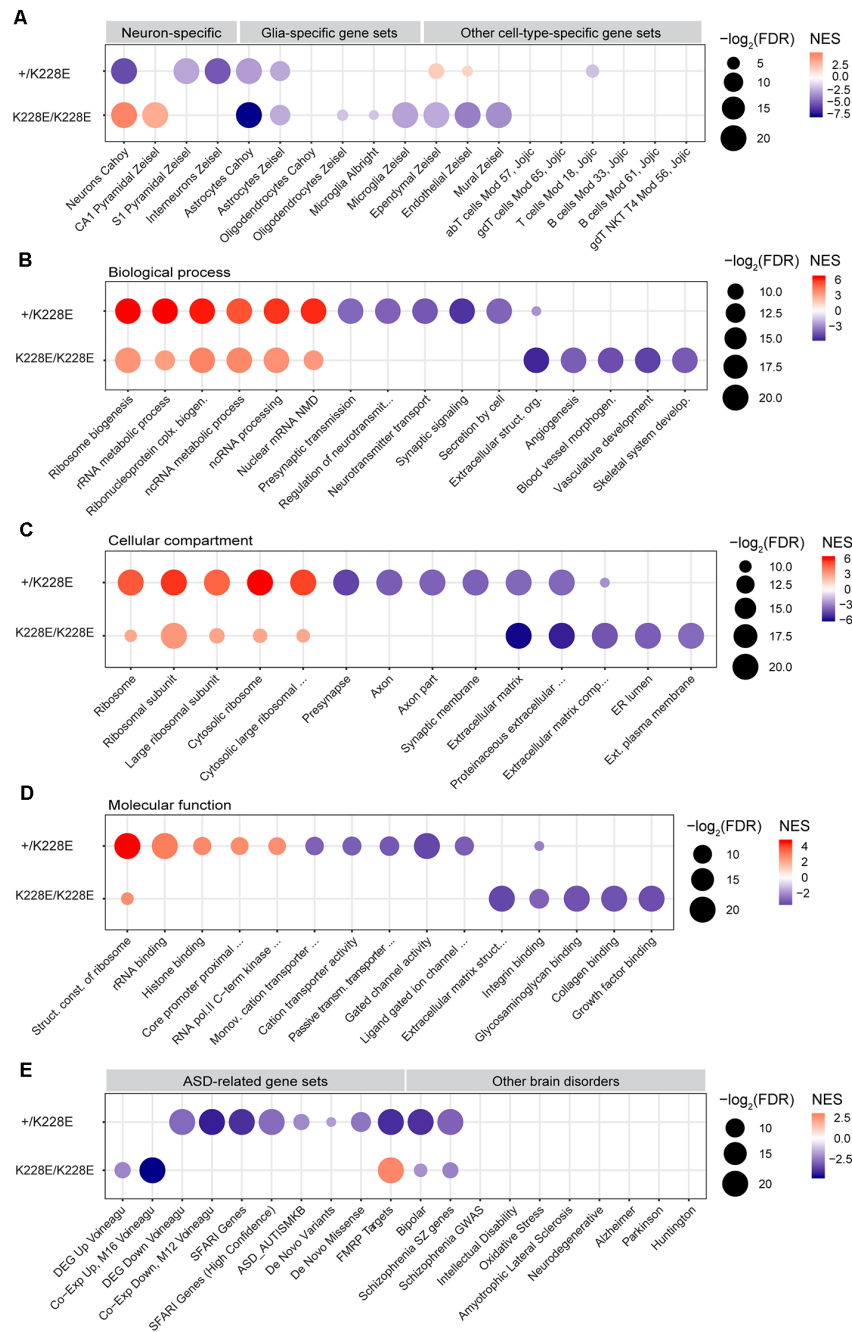 A
Neuron-specific
Glia-specific gene sets
Other cell-type-specific gene sets
+/K228E
K228E/K228E
Neurons Cahoy
CA1 Pyramidal Zeisel
S1 Pyramidal Zeisel
Interneurons Zeisel
Astrocytes Cahoy
Astrocytes Zeisel
Oligodendrocytes Cahoy
Oligodendrocytes Zeisel
Microglia Albright
Microglia Zeisel
Ependymal Zeisel
Endothelial Zeisel
Mural Zeisel
abT cells Mod 57, Jojic
gdT cells Mod 65, Jojic
T cells Mod 18, Jojic
B cells Mod 33, Jojic
B cells Mod 61, Jojic
gdT NKT T4 Mod 56, Jojic
−log2(FDR)
5
10
15
20
NES
2.5
0.0
−2.5
−5.0
−7.5
B
Biological process
+/K228E
K228E/K228E
Ribosome biogenesis
rRNA metabolic process
Ribonucleoprotein cplx. biogen.
ncRNA metabolic process
ncRNA processing
Nuclear mRNA NMD
Presynaptic transmission
Regulation of neurotransmit...
Neurotransmitter transport
Synaptic signaling
Secretion by cell
Extracellular struct. org.
Angiogenesis
Blood vessel morphogen.
Vasculature development
Skeletal system develop.
−log2(FDR)
10.0
12.5
15.0
17.5
20.0
NES
6
3
0
−3
C
Cellular compartment
+/K228E
K228E/K228E
Ribosome
Ribosomal subunit
Large ribosomal subunit
Cytosolic ribosome
Cytosolic large ribosomal ...
Presynapse
Axon
Axon part
Synaptic membrane
Extracellular matrix
Proteinaceous extracellular ...
Extracellular matrix comp...
ER lumen
Ext. plasma membrane
−log2(FDR)
10.0
12.5
15.0
17.5
20.0
NES
6
3
0
−3
−6
D
Molecular function
+/K228E
K228E/K228E
Struct. const. of ribosome
rRNA binding
Histone binding
Core promoter proximal ...
RNA pol.II C−term kinase ...
Monov. cation transporter ...
Cation transporter activity
Passive transm. transporter ...
Gated channel activity
Ligand gated ion channel ...
Extracellular matrix struct...
Integrin binding
Glycosaminoglycan binding
Collagen binding
Growth factor binding
−log2(FDR)
10
15
20
NES
4
2
0
−2
E
ASD-related gene sets
Other brain disorders
+/K228E
K228E/K228E
DEG Up Voineagu
Co−Exp Up, M16 Voineagu
DEG Down Voineagu
Co−Exp Down, M12 Voineagu
SFARI Genes
SFARI Genes (High Confidence)
ASD_AUTISMKB
De Novo Variants
De Novo Missense
FMRP Targets
Bipolar
Schizophrenia SZ genes
Schizophrenia GWAS
Intellectual Disability
Oxidative Stress
Amyotrophic Lateral Sclerosis
Neurodegenerative
Alzheimer
Parkinson
Huntington
−log2(FDR)
10
15
20
NES
2.5
0.0
−2.5